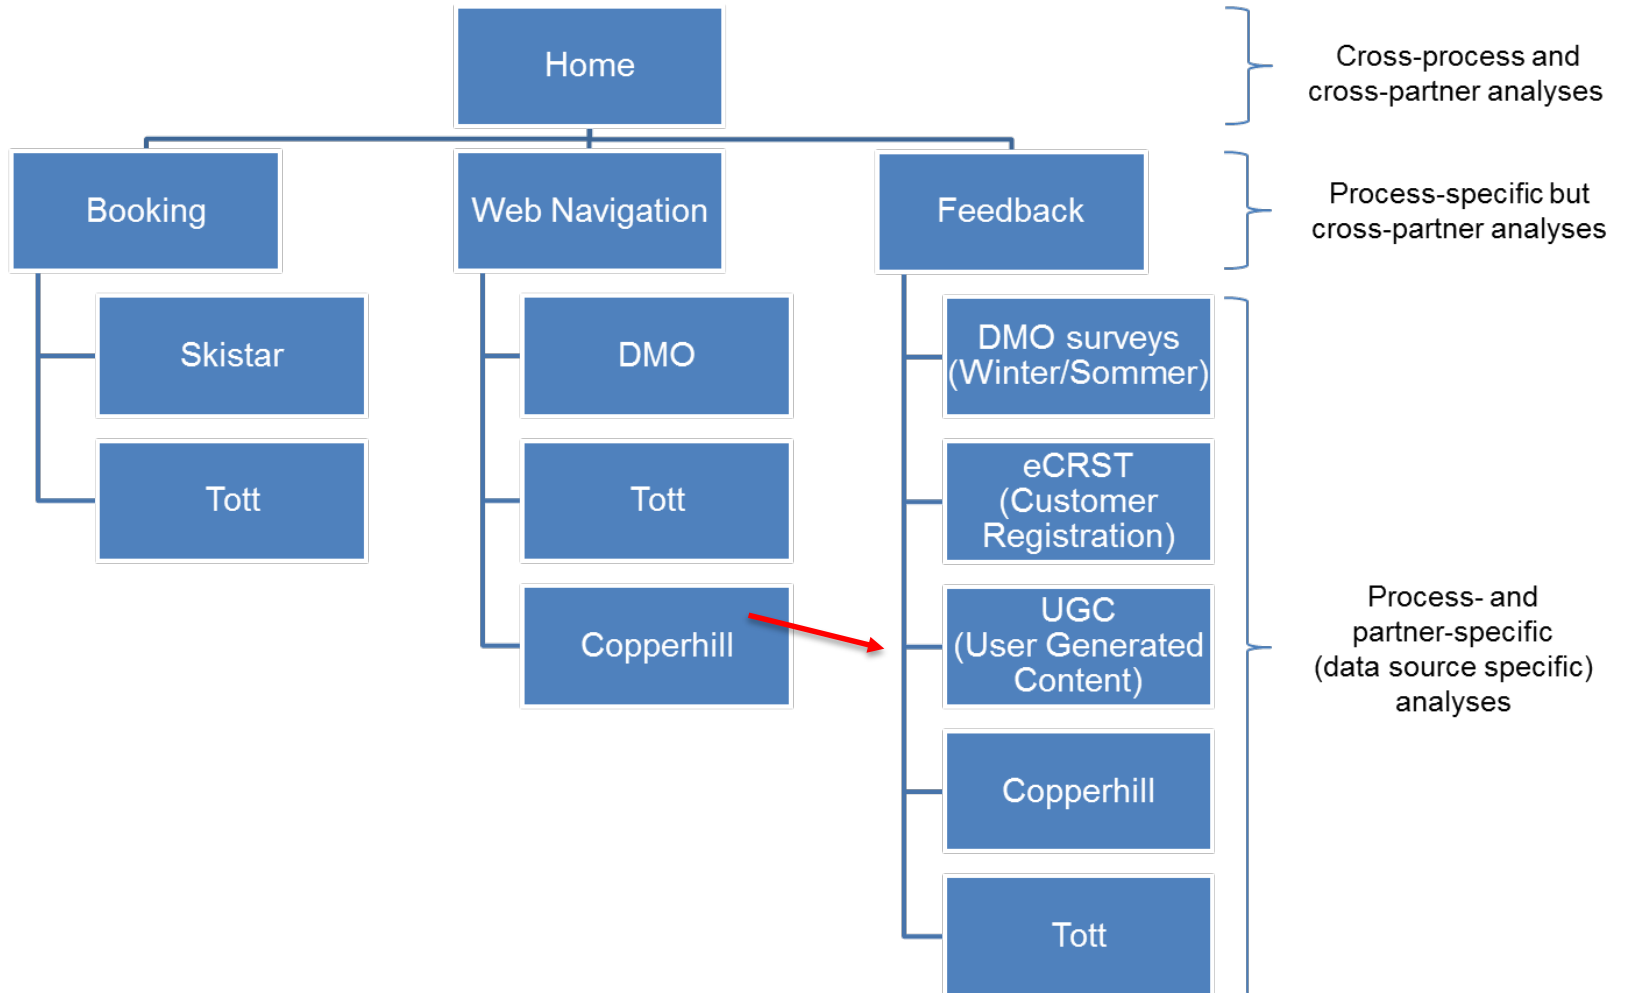 Home
Cross-process and
cross-partner analyses
Booking
Web Navigation
Feedback
Process-specific but
cross-partner analyses
Skistar
Tott
DMO
Tott
Copperhill
DMO surveys
(Winter/Sommer)
eCRST
(Customer
Registration)
UGC
(User Generated
Content)
Copperhill
Tott
Process- and
partner-specific
(data source specific)
analyses